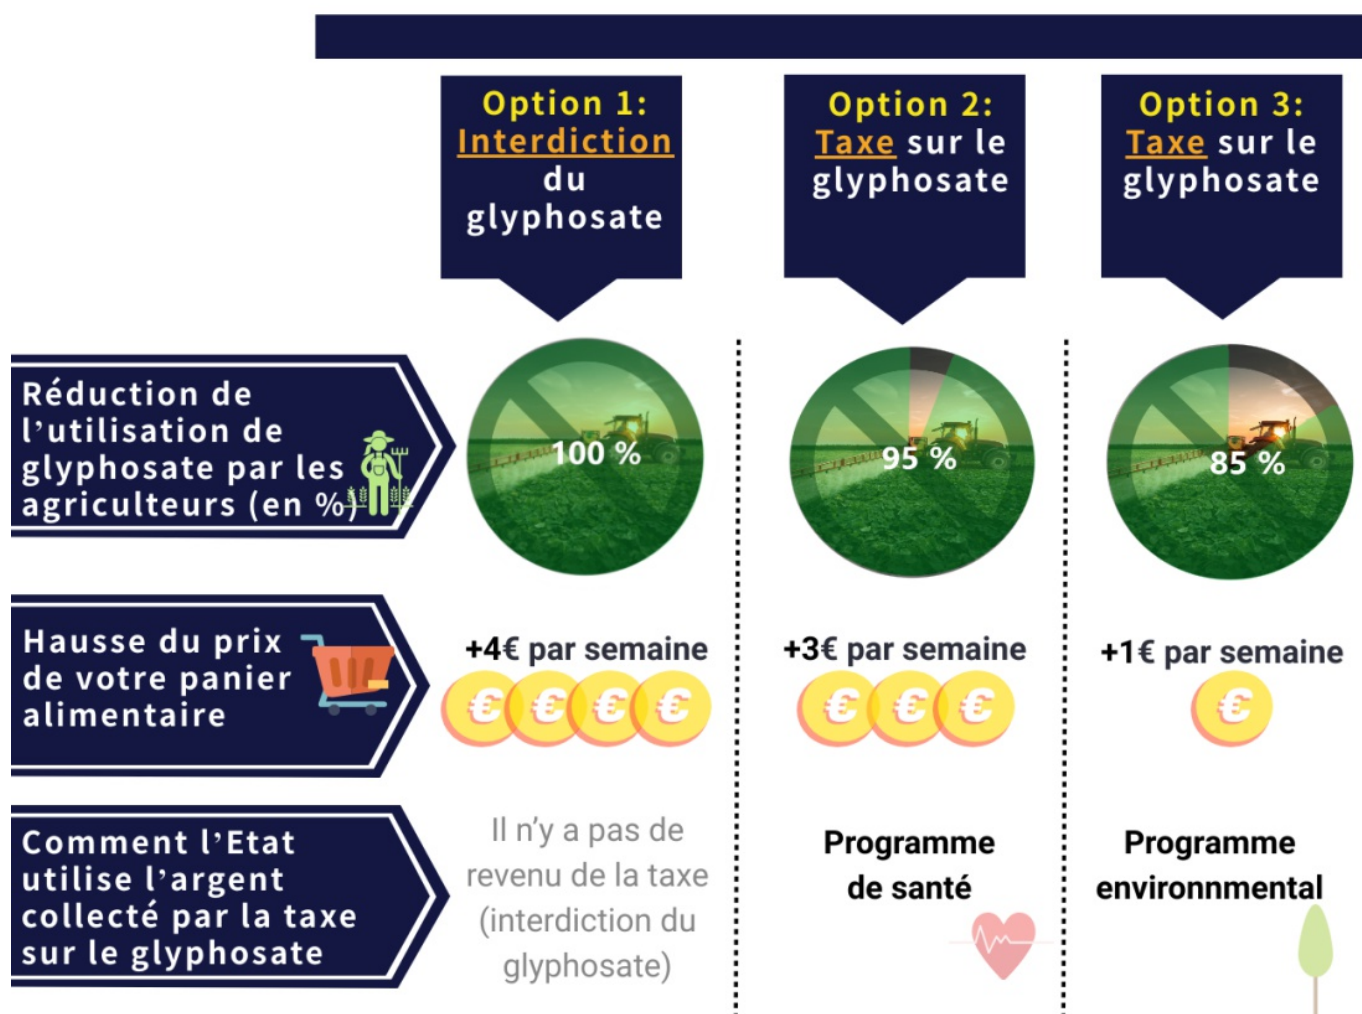 Option 1:
Interdiction
du
glyphosate
Option 2:
Taxe sur le
glyphosate
Option 3:
Taxe sur le
glyphosate
Réduction de
l’utilisation de
glyphosate par les
agriculteurs (en %)
100 %
95 %
85 %
Hausse du prix
de votre panier
alimentaire
+4€ par semaine
€ € € €
+3€ par semaine
€ € €
+1€ par semaine
€
Comment l’Etat
utilise l’argent
collecté par la taxe
sur le glyphosate
Il n’y a pas de
revenu de la taxe
(interdiction du
glyphosate)
Programme
de santé
Programme
environnmental